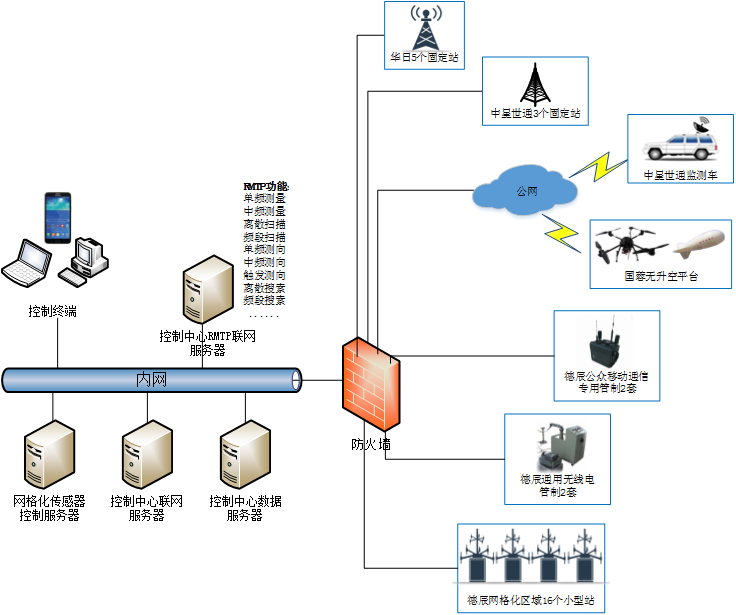 华日5个固定站
中星世通3个固定站
公网
中星世通监测车
国蓉无升空平台
RMTP功能:
单频测量
中频测量
离散扫描
频段扫描
单频测向
中频测向
触发测向
离散搜索
频段搜索
......
控制终端
控制中心RMTP联网
服务器
内网
防火墙
德辰公众移动通信
专用管制2套
德辰通用无线电
管制2套
网格化传感器
控制服务器
控制中心联网
服务器
控制中心数据
服务器
德辰网格化区域16个小型站